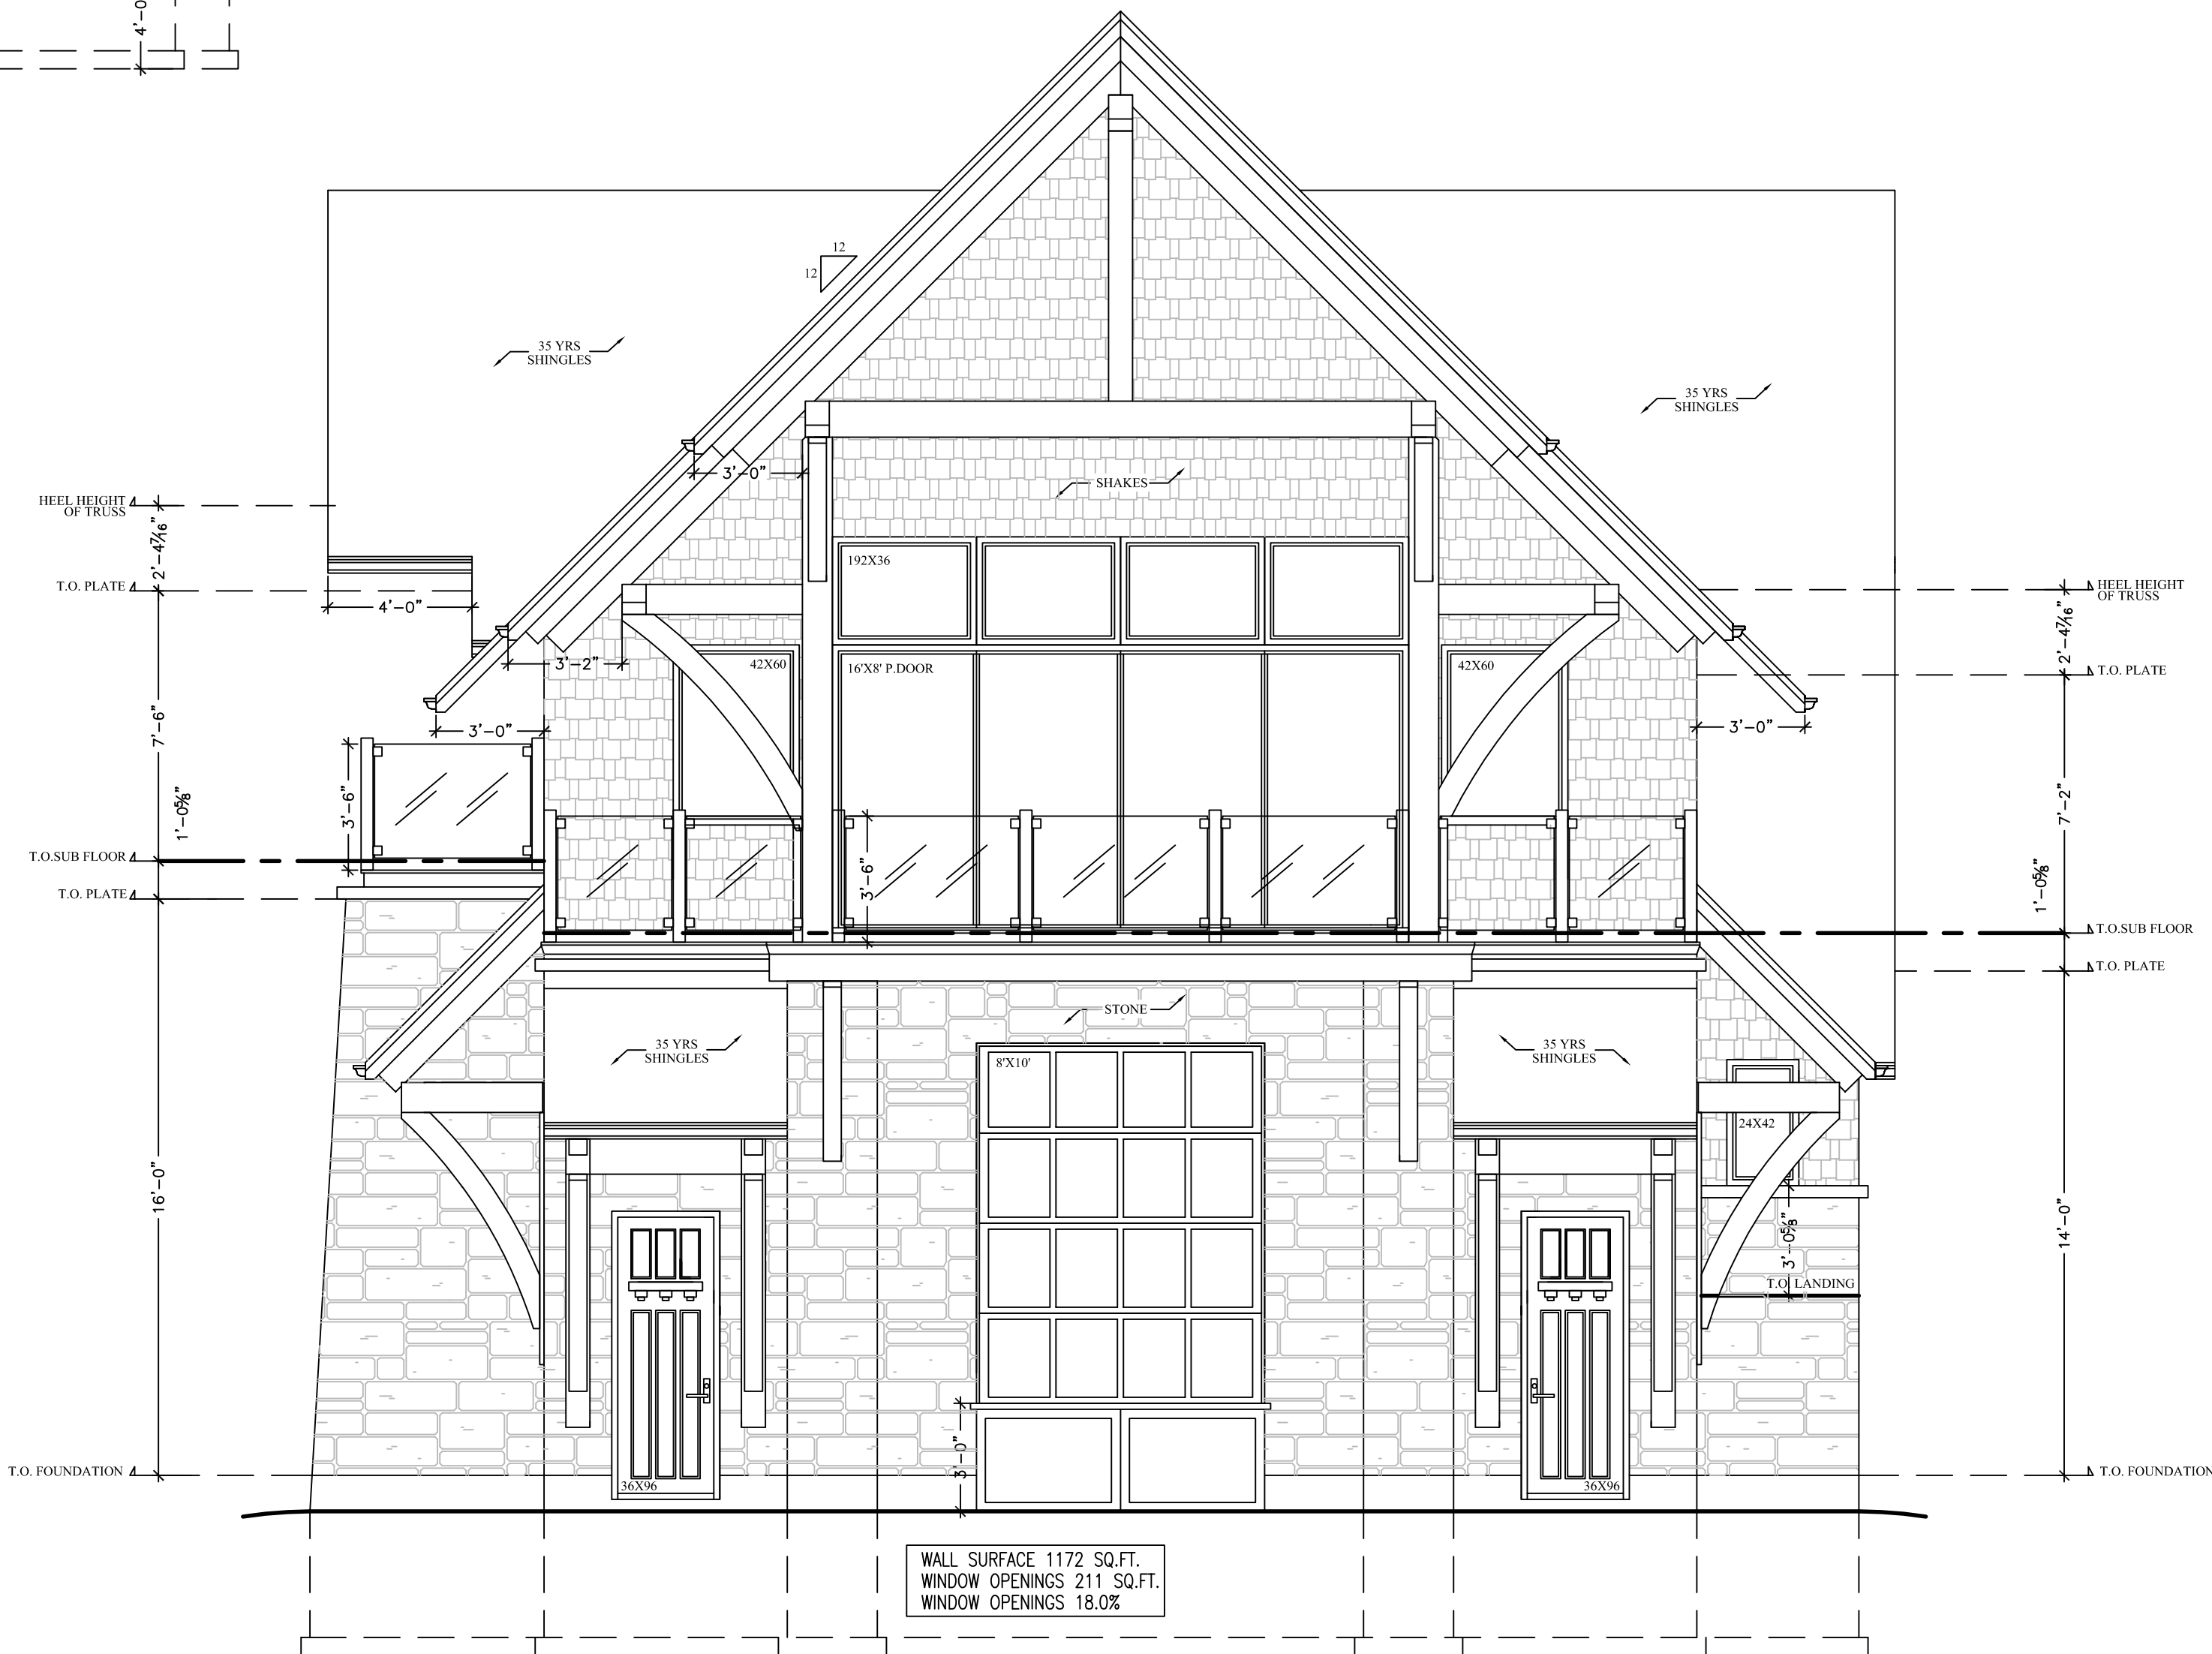 4'-0
12
12
35 YRS
SHINGLES
35 YRS
SHINGLES
3'-0"
SHAKES
HEEL HEIGHT
OF TRUSS
2'-4 7/16"
192X36
T.O. PLATE
4'-0"
HEEL HEIGHT
OF TRUSS
2'-4 7/16"
3'-2"
42X60
16'X8' P.DOOR
42X60
T.O. PLATE
7'-6"
3'-0"
3'-0"
3'-6"
1'-0 5/8"
7'-2"
T.O.SUB FLOOR
3'-6"
1'-0 5/8"
T.O. PLATE
T.O.SUB FLOOR
T.O. PLATE
STONE
35 YRS
SHINGLES
8'X10'
35 YRS
SHINGLES
24X42
16'-0"
14'-0"
3'-0 5/8"
T.O. LANDING
3'-0"
T.O. FOUNDATION
36X96
36X96
T.O. FOUNDATION
WALL SURFACE 1172 SQ.FT.
WINDOW OPENINGS 211 SQ.FT.
WINDOW OPENINGS 18.0%